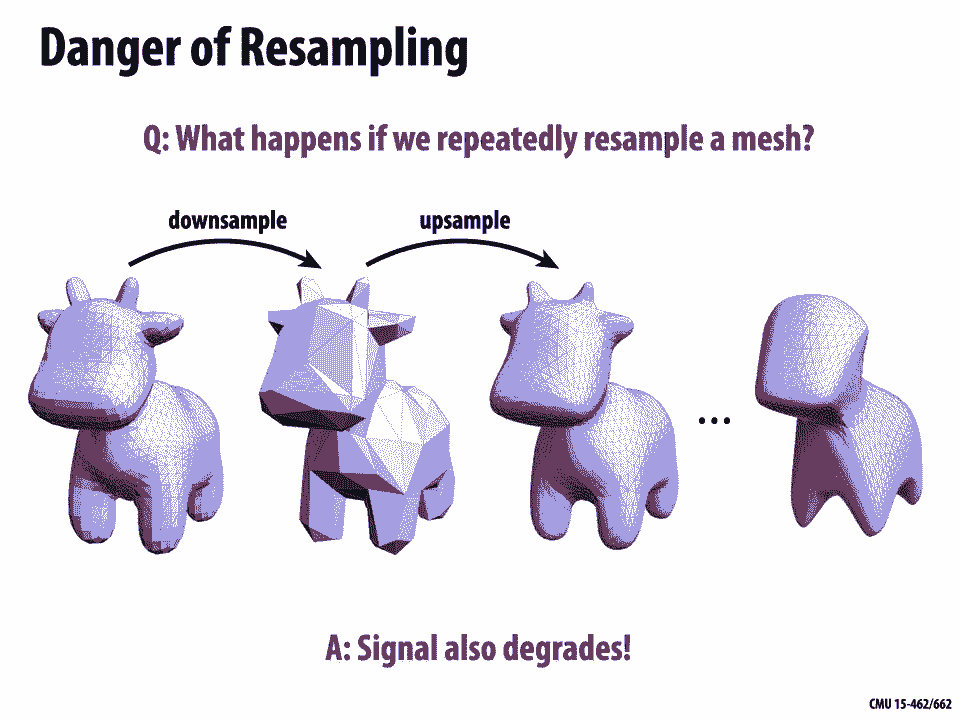 Danger of Resampling
Q: What happens if we repeatedly resample a mesh?
downsample
upsample
...
A: Signal also degrades!
CMU 15-462/662